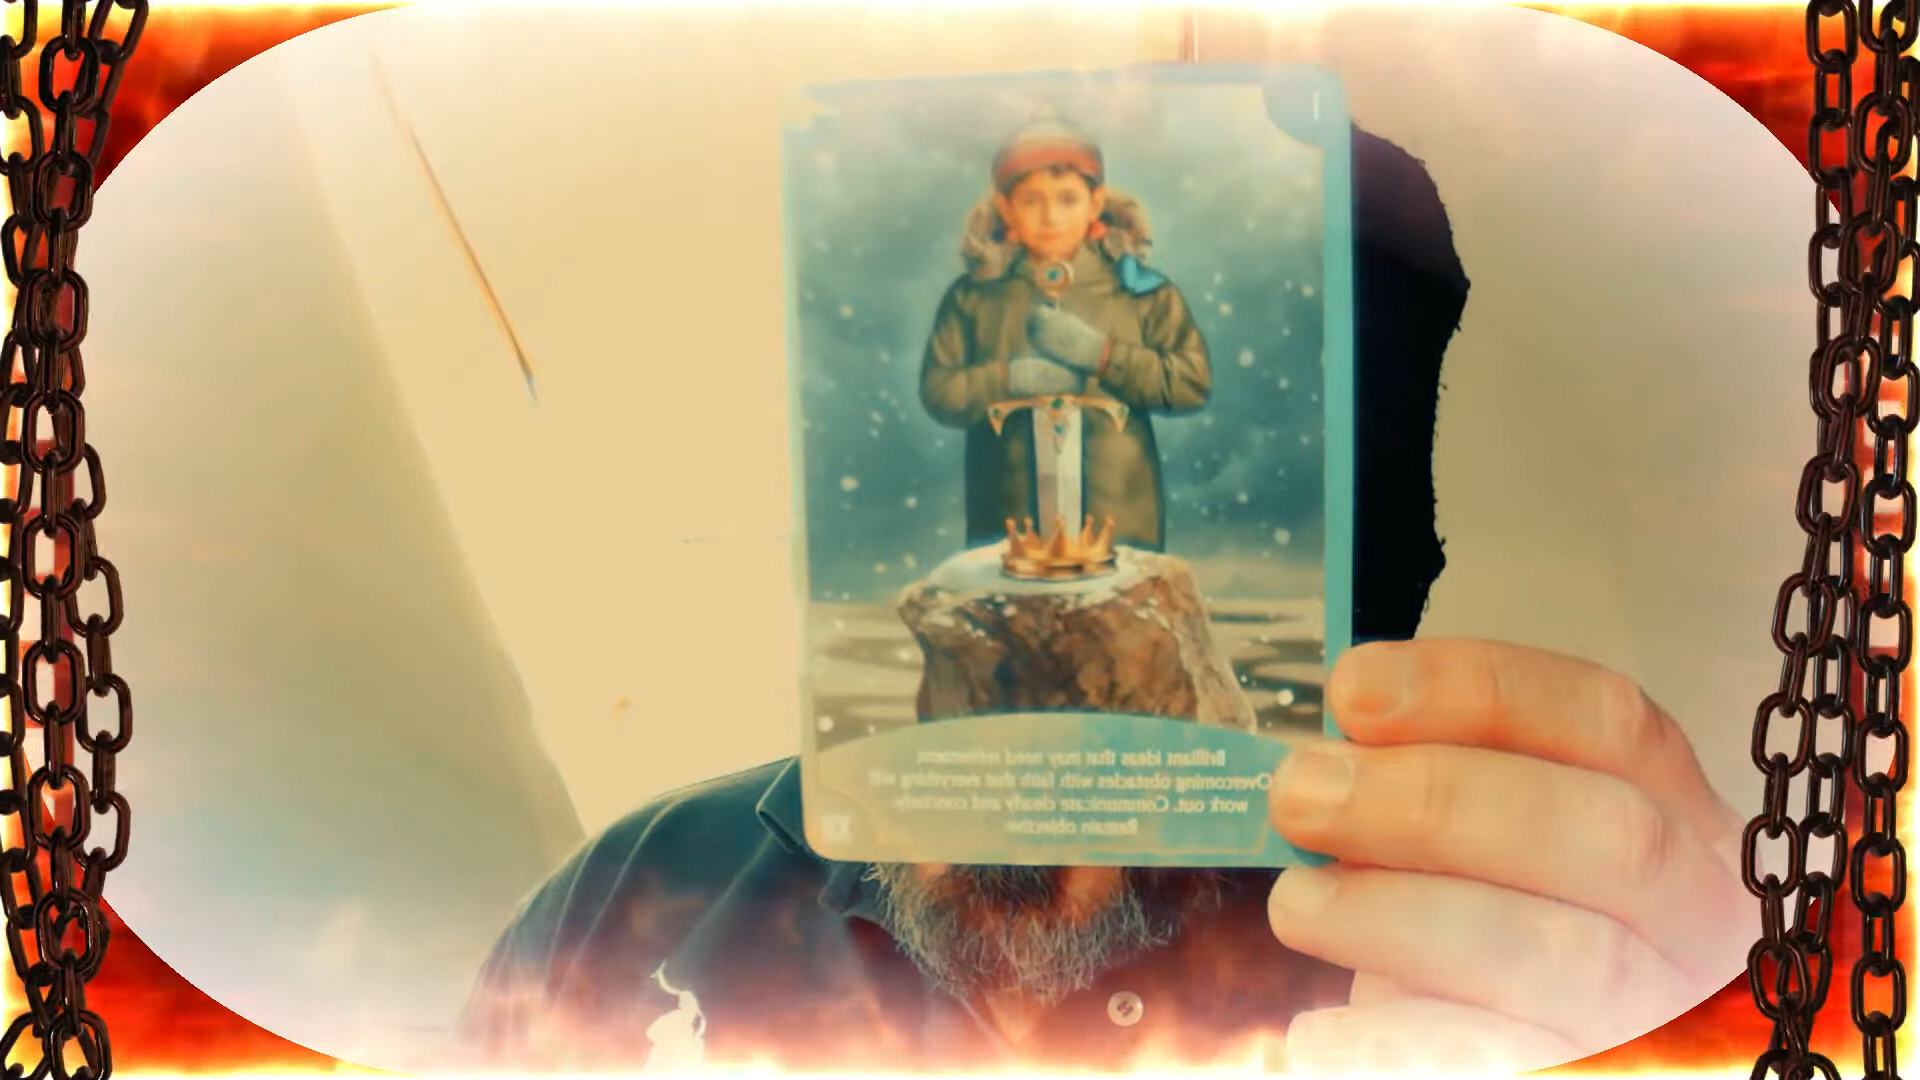 1
Brilliant ideas that may need refinement.
Overcoming obstacles with faith that everything will
work out. Communicate clearly and concisely.
Remain objective.